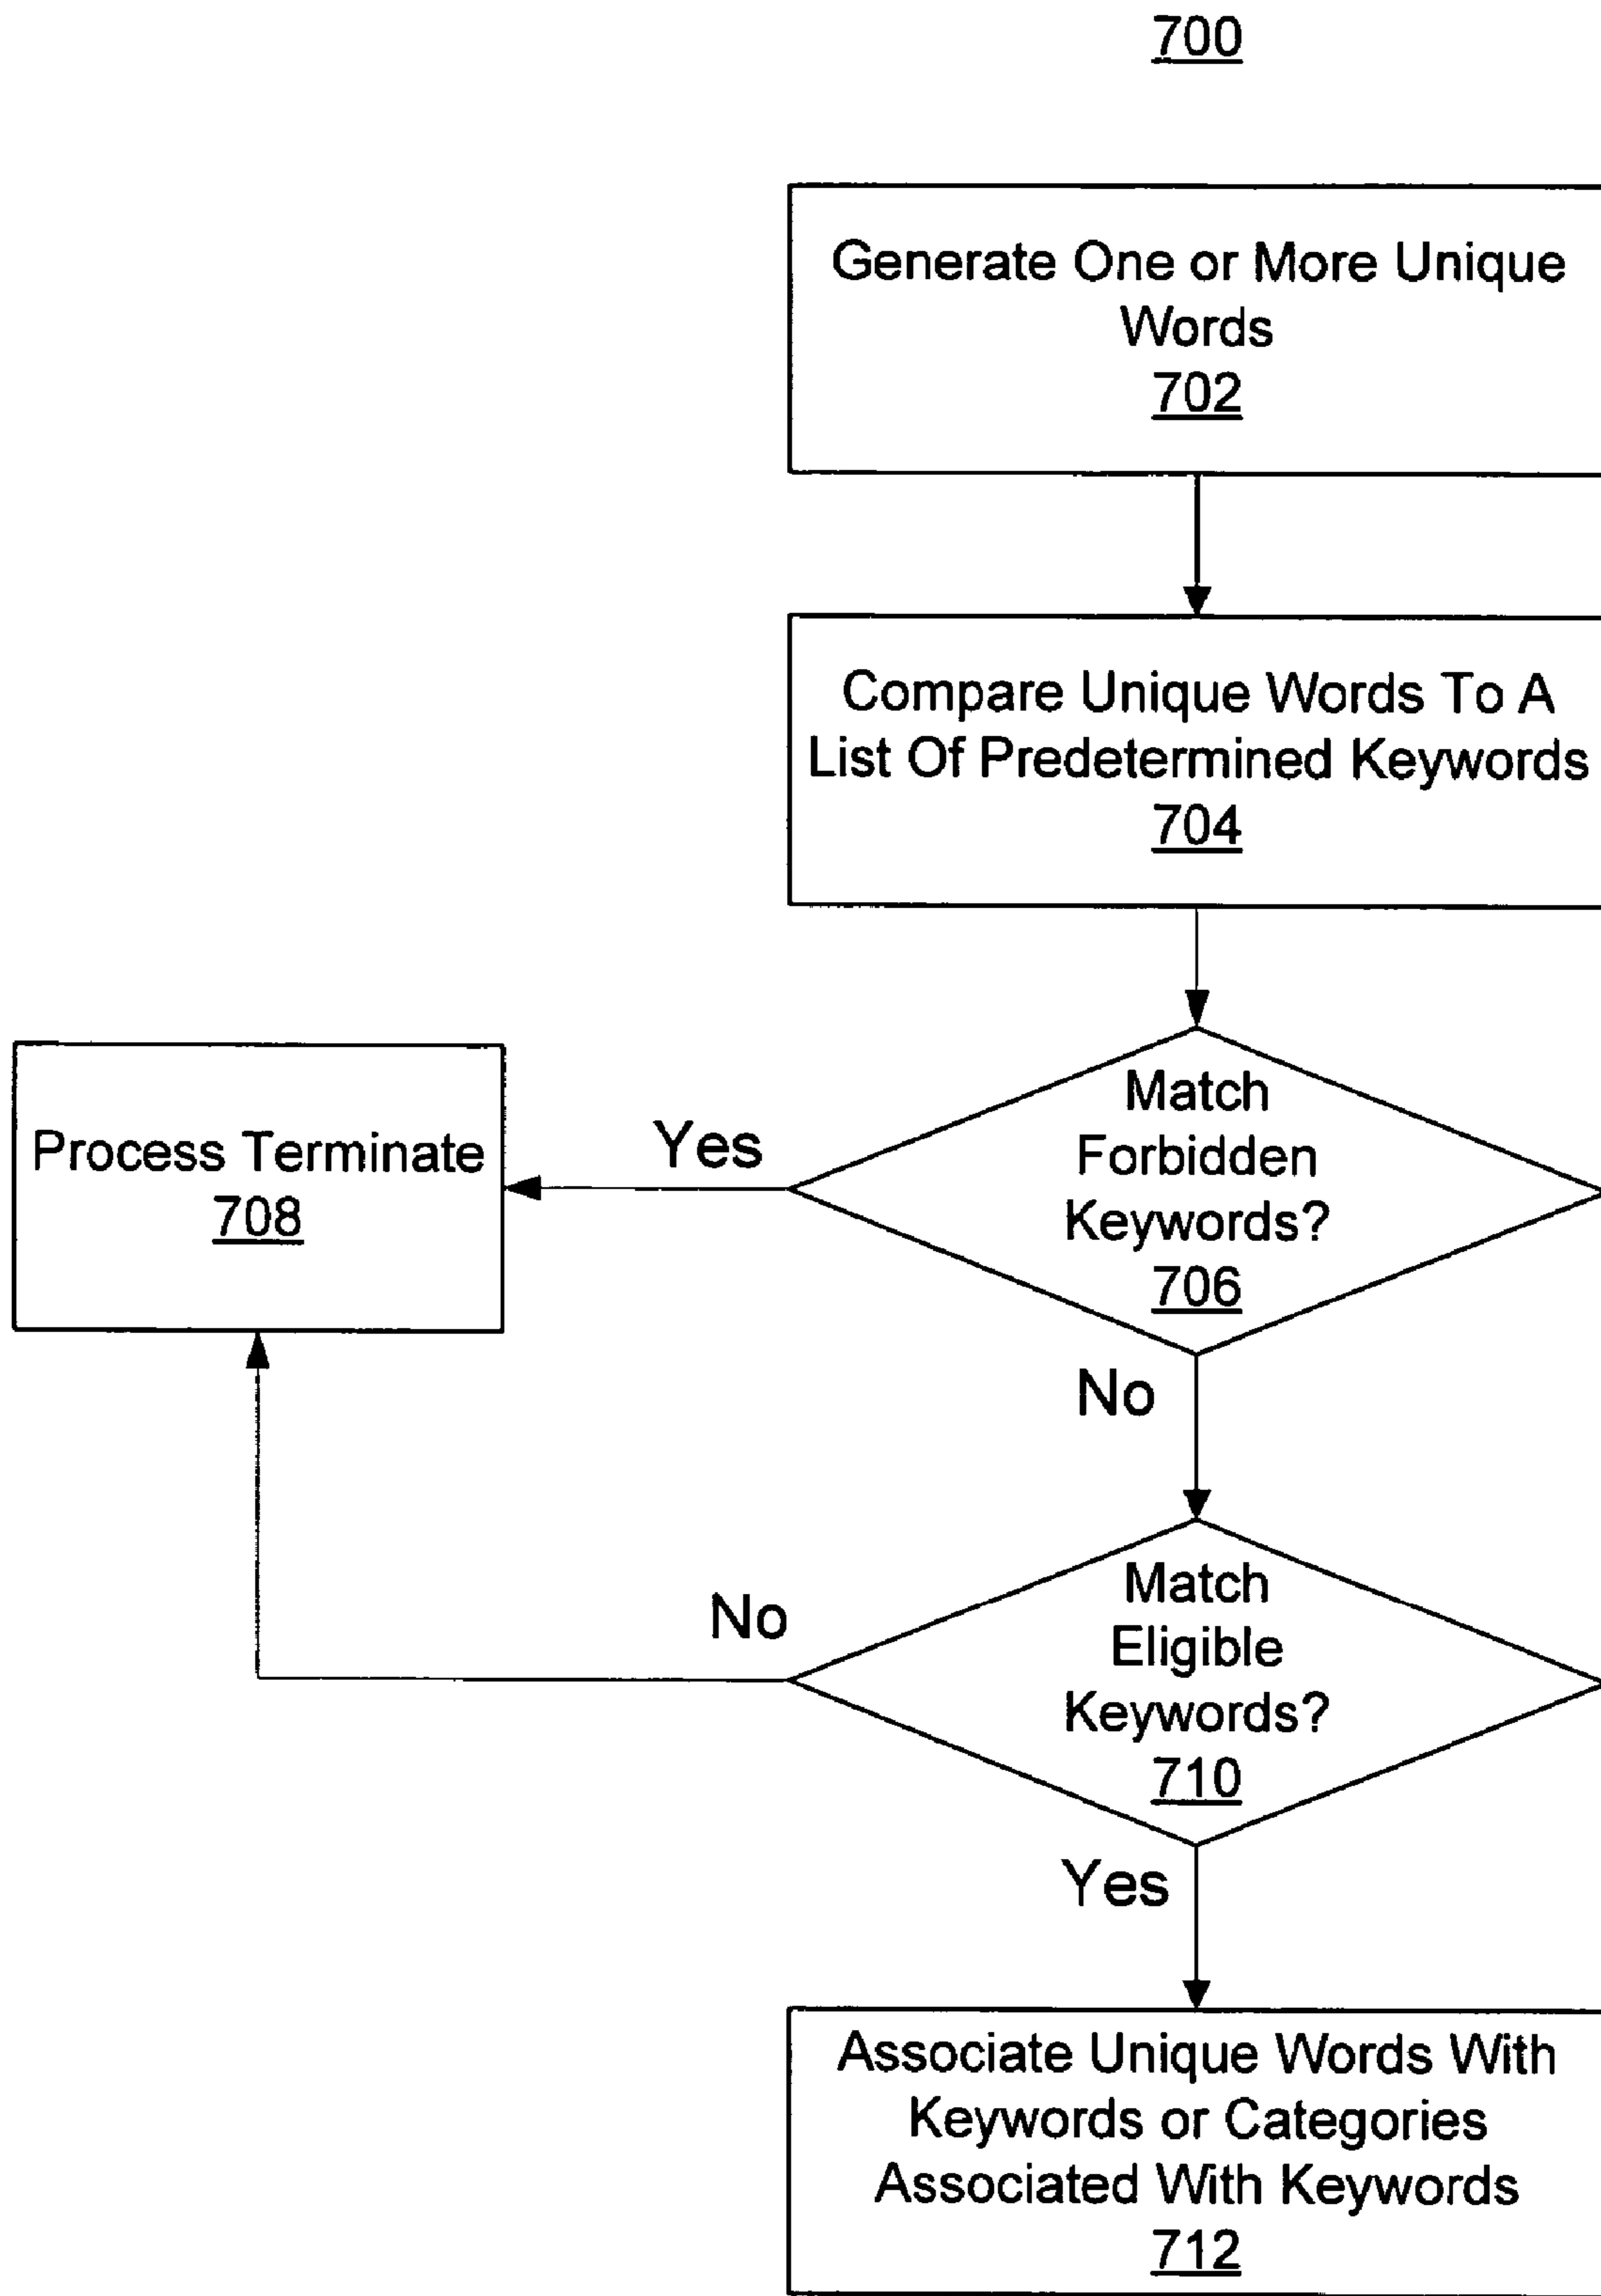 700
Generate One or More Unique
Words
702
Compare Unique Words To A
List Of Predetermined Keywords
704
Match
Forbidden
Keywords?
706
Yes
Process Terminate
708
No
Match
Eligible
Keywords?
710
No
Yes
Associate Unique Words With
Keywords or Categories
Associated With Keywords
712